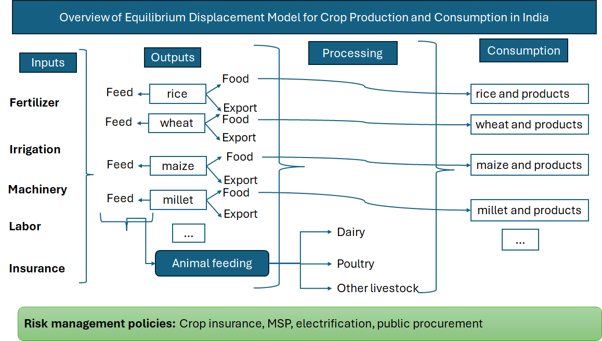 Overview of Equilibrium Displacement Model for Crop Production and Consumption in India
Inputs
Outputs
Processing
Consumption
Fertilizer
Irrigation
Machinery
Labor
Insurance
Feed
rice
Food
Export
Feed
wheat
Food
Export
Feed
maize
Food
Export
Feed
millet
Food
Export
...
Animal feeding
Dairy
Poultry
Other livestock
rice and products
wheat and products
maize and products
millet and products
...
Risk management policies: Crop insurance, MSP, electrification, public procurement